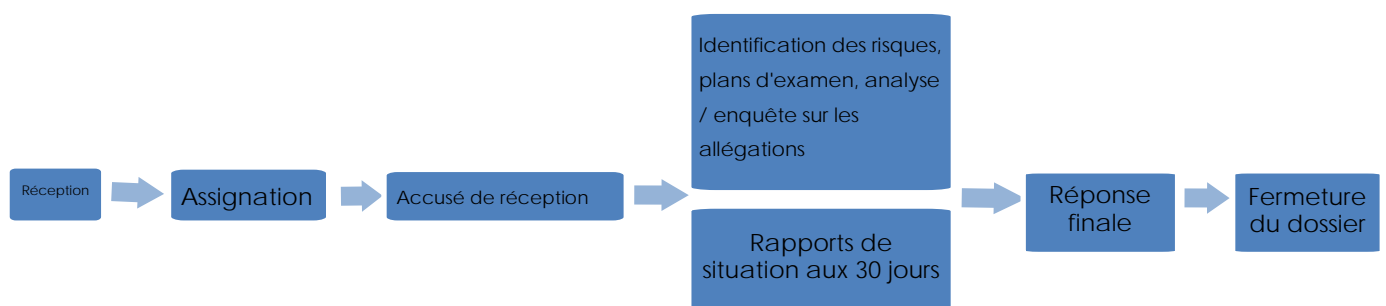 Réception
Assignation
Accusé de réception
Identification des risques,
plans d'examen, analyse
/ enquête sur les
allégations
Rapports de
situation aux 30 jours
Réponse
finale
Fermeture
du dossier